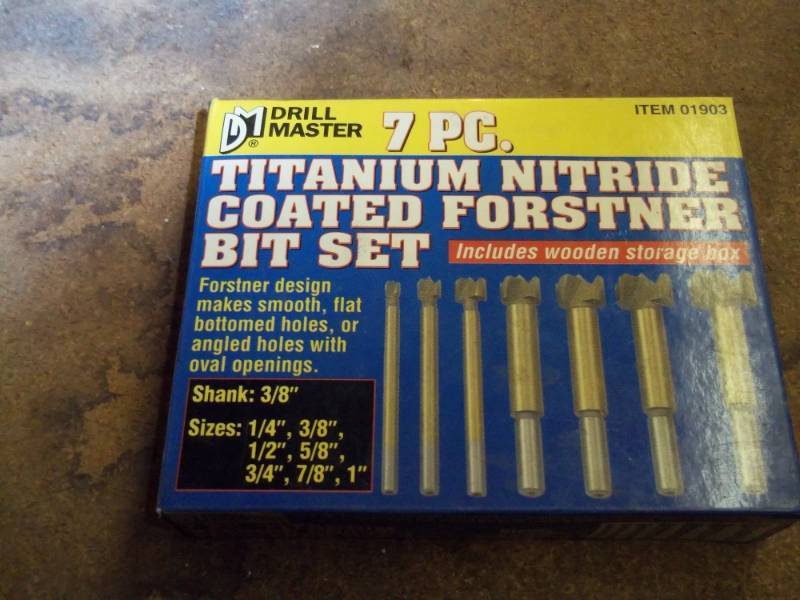 DM® DRILL MASTER 7 PC.
ITEM 01903
TITANIUM NITRIDE
COATED FORSTNER
BIT SET
Includes wooden storage box
Forstner design
makes smooth, flat
bottomed holes, or
angled holes with
oval openings.
Shank: 3/8"
Sizes: 1/4", 3/8",
1/2", 5/8",
3/4", 7/8", 1"